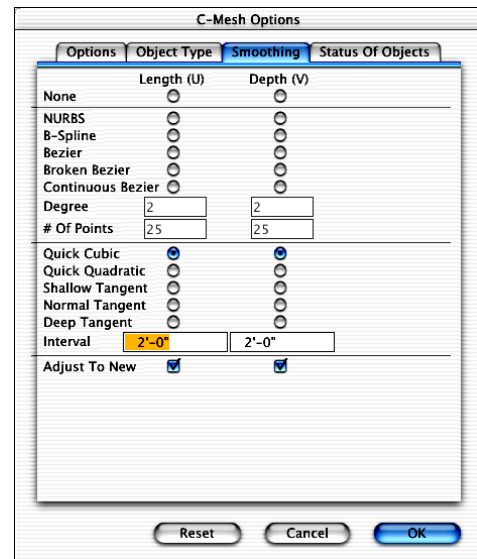 C-Mesh Options
Options Object Type Smoothing Status Of Objects
Length (U) Depth (V)
None
NURBS
B-Spline
Bezier
Broken Bezier
Continuous Bezier
Degree 2 2
# Of Points 25 25
Quick Cubic
Quick Quadratic
Shallow Tangent
Normal Tangent
Deep Tangent
Interval 2'-0" 2'-0"
Adjust To New
Reset Cancel OK